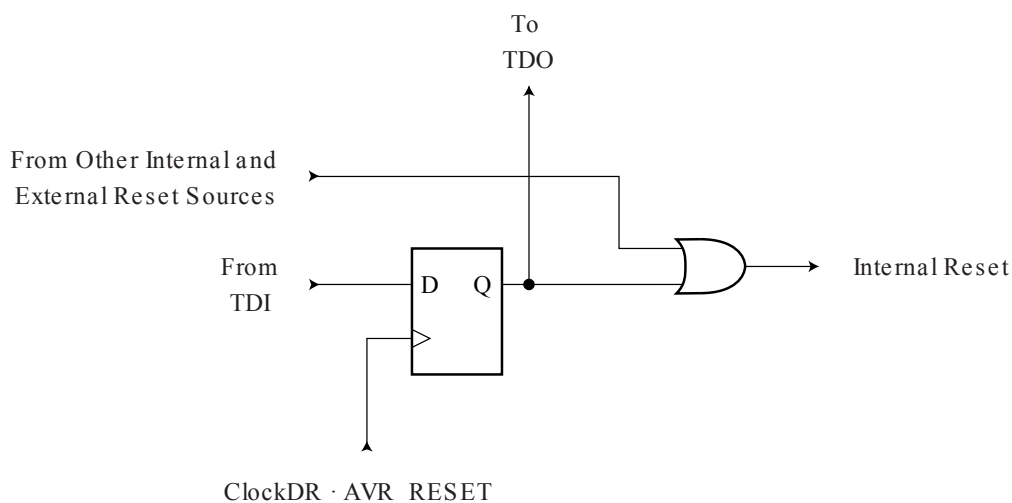 To
TDO
From Other Internal and
External Reset Sources
From
TDI
D Q
Internal Reset
ClockDR · AVR_RESET